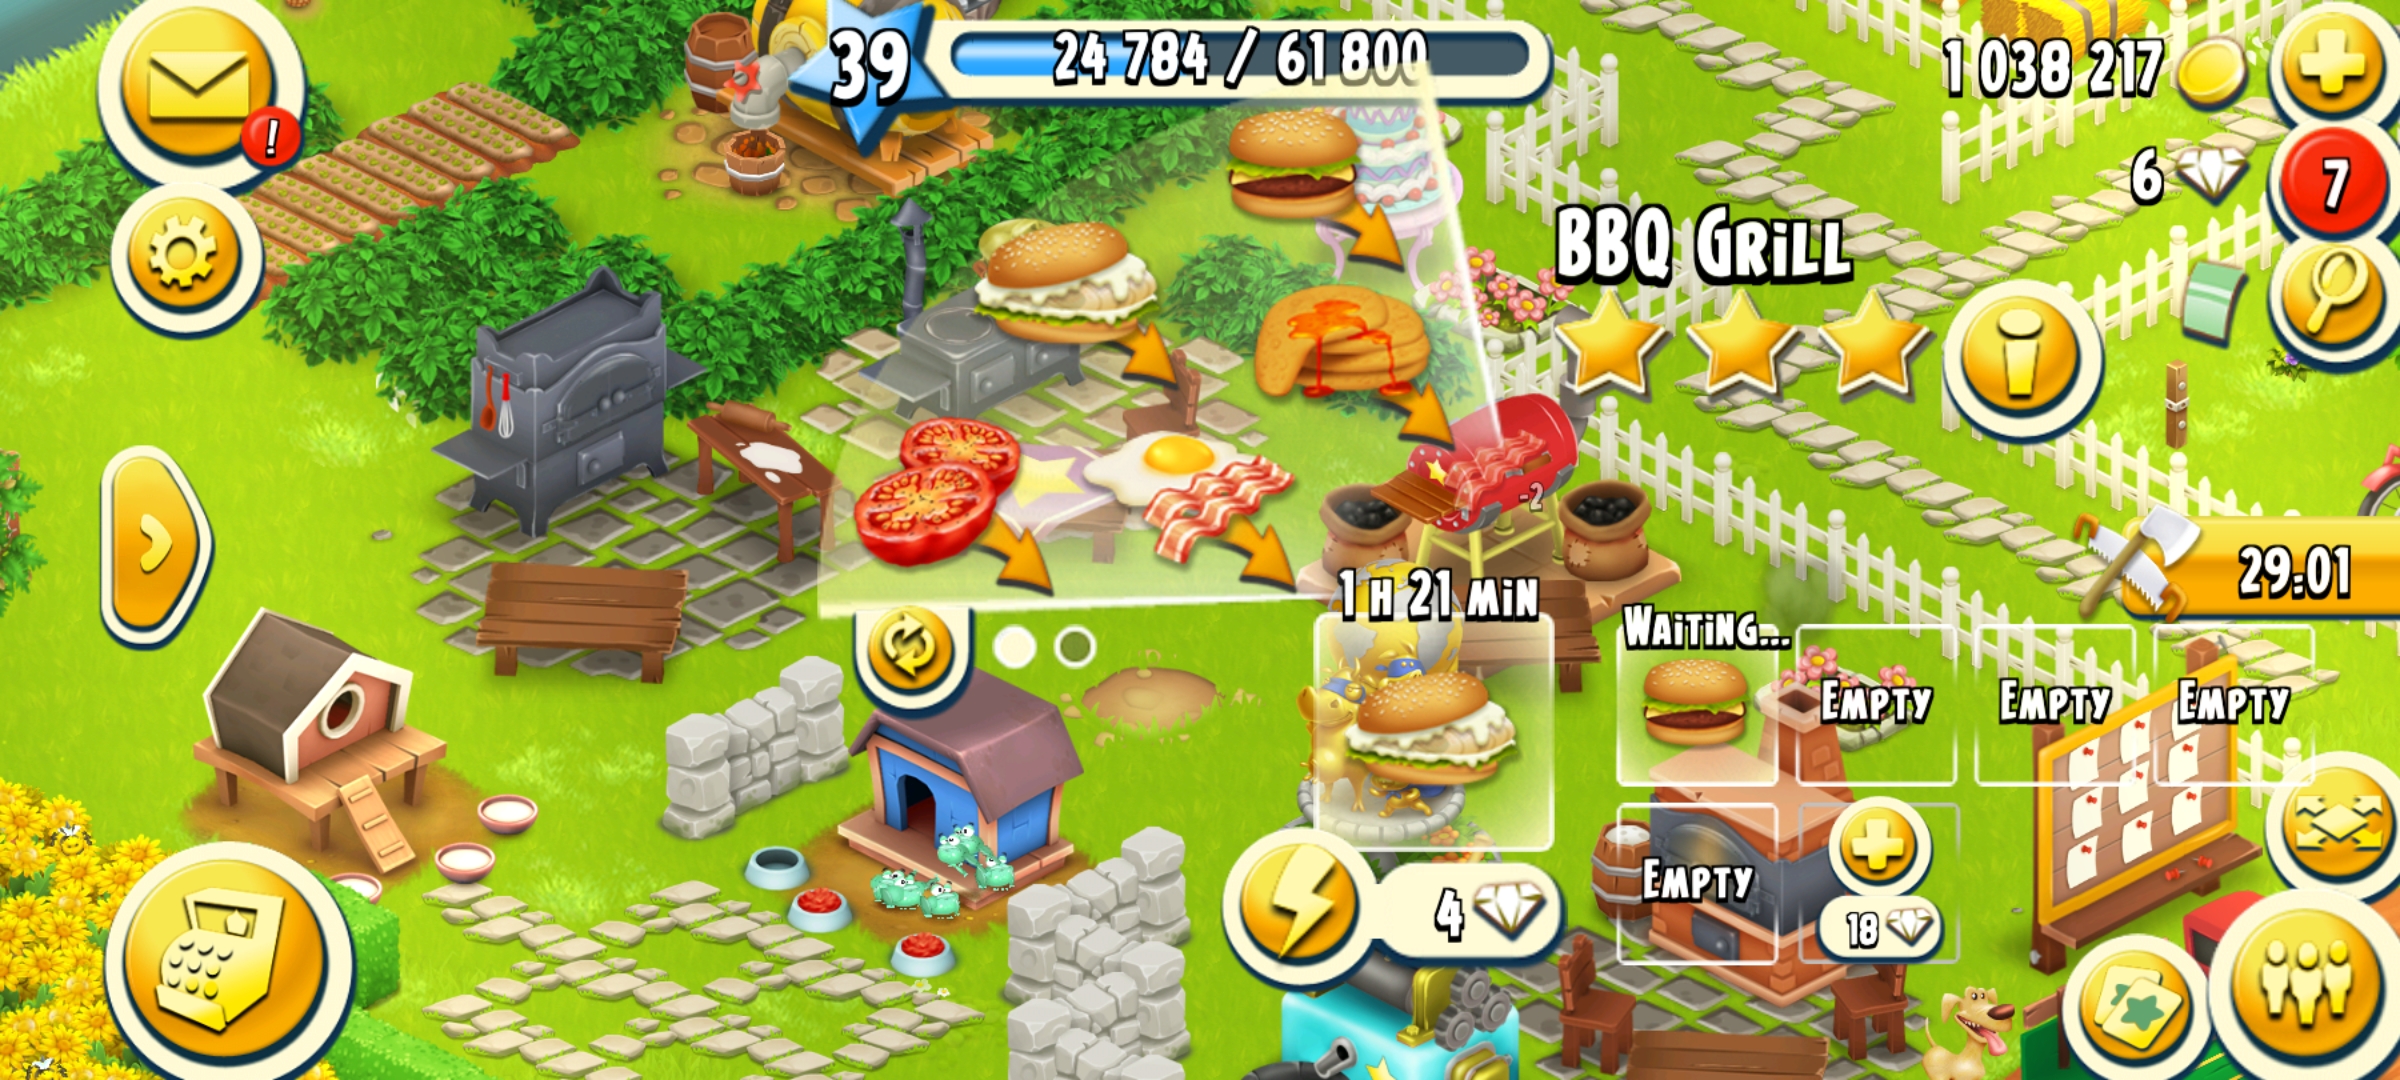 39
24 784 / 61 800
1 038 217
!
6
7
BBQ GRiLL
-2
29:01
1 H 21 MiN
WAiTiNG...
EMPTY
EMPTY
EMPTY
4
EMPTY
18